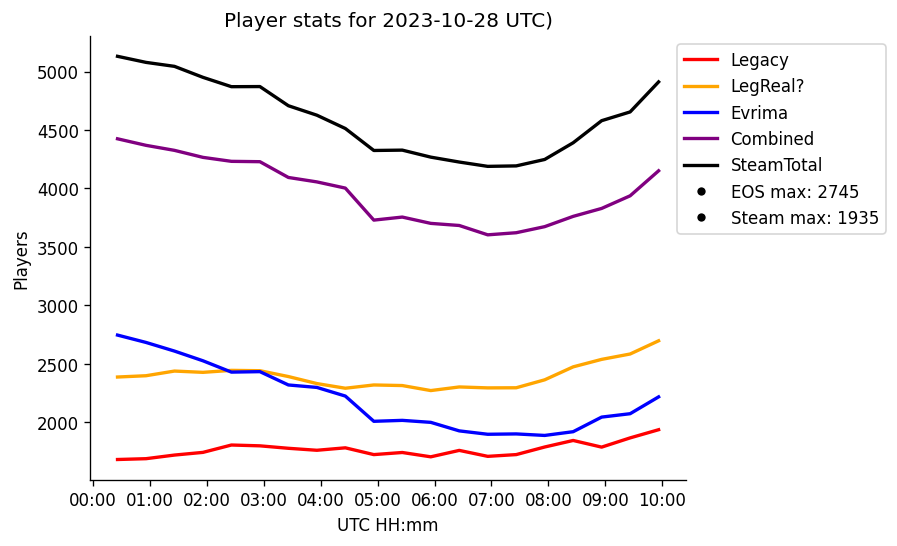 Player stats for 2023-10-28 UTC)
Players
5000
4500
4000
3500
3000
2500
2000
00:00 01:00 02:00 03:00 04:00 05:00 06:00 07:00 08:00 09:00 10:00
UTC HH:mm
Legacy
LegReal?
Evrima
Combined
SteamTotal
EOS max: 2745
Steam max: 1935